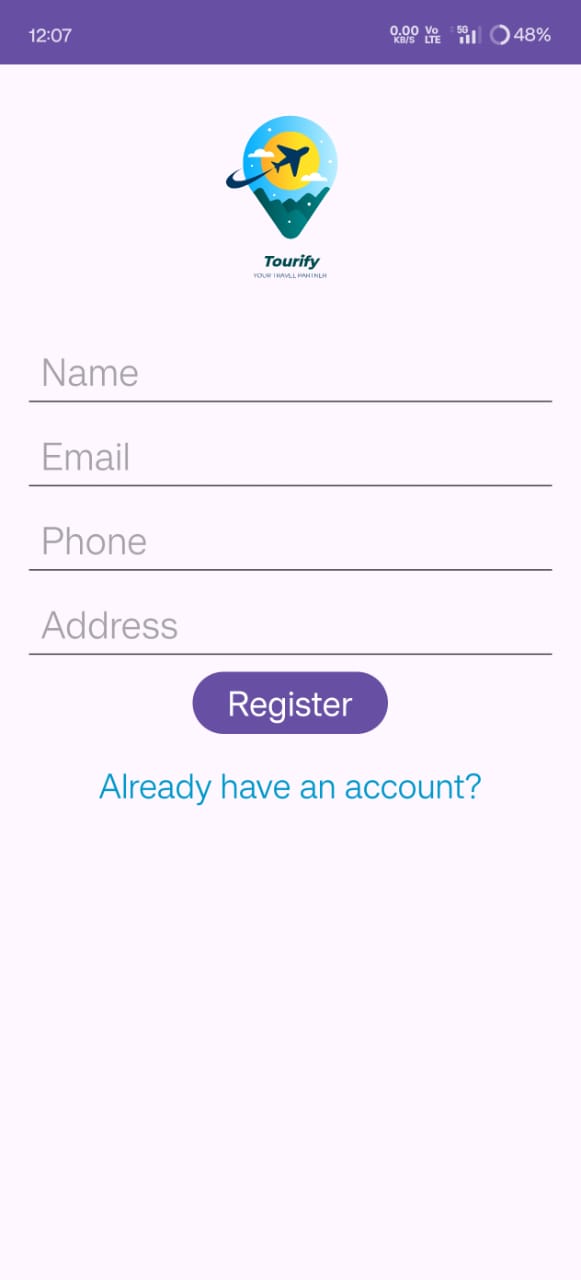 12:07 0.00 KB/S Vo LTE 5G 48%
Tourify
YOUR TRAVEL PARTNER
Name
Email
Phone
Address
Register
Already have an account?